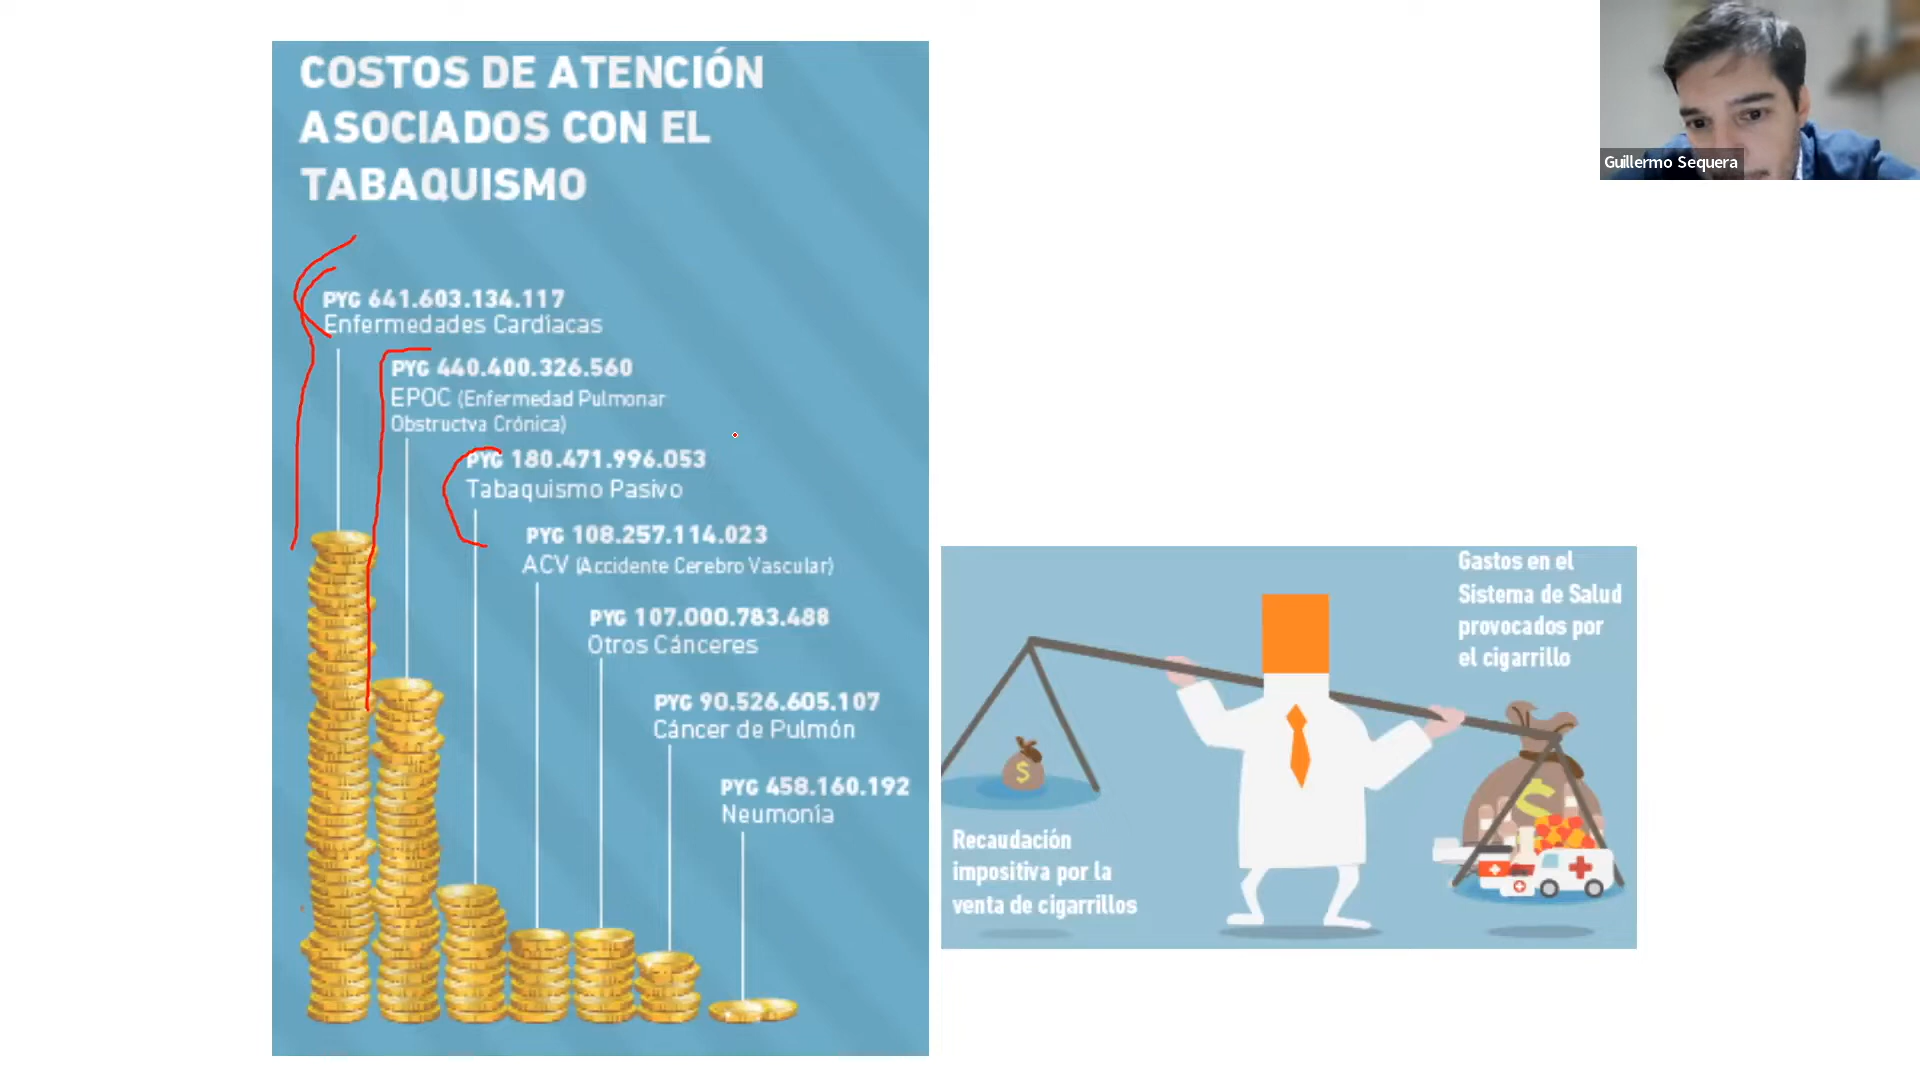 COSTOS DE ATENCIÓN
ASOCIADOS CON EL
TABAQUISMO
PYG 641.603.134.117
Enfermedades Cardíacas
PYG 440.400.326.560
EPOC (Enfermedad Pulmonar
Obstructva Crónica)
PYG 180.471.996.053
Tabaquismo Pasivo
PYG 108.257.114.023
ACV (Accidente Cerebro Vascular)
PYG 107.000.783.488
Otros Cánceres
PYG 90.526.605.107
Cáncer de Pulmón
PYG 458.160.192
Neumonía
Gastos en el
Sistema de Salud
provocados por
el cigarrillo
$
$
Recaudación
impositiva por la
venta de cigarrillos
Guillermo Sequera